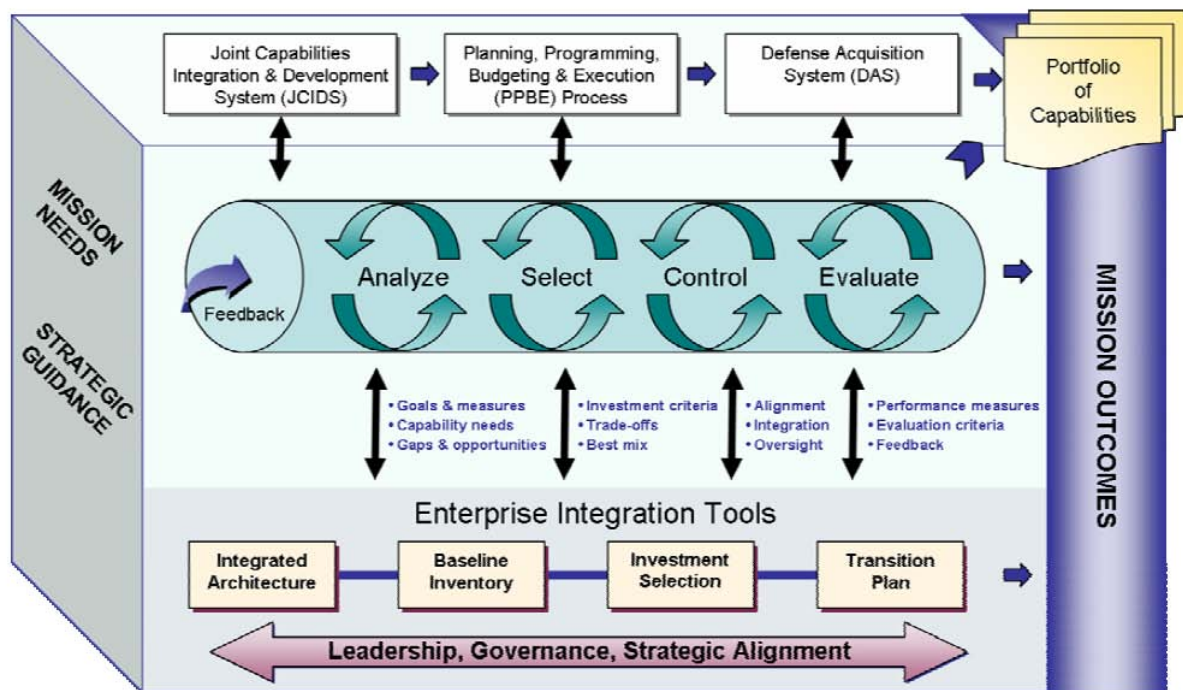 Joint Capabilities
Integration & Development
System (JCIDS)
Planning, Programming,
Budgeting & Execution
(PPBE) Process
Defense Acquisition
System (DAS)
Portfolio
of
Capabilities
MISSION
NEEDS
STRATEGIC
GUIDANCE
Feedback
Analyze
Select
Control
Evaluate
• Goals & measures
• Capability needs
• Gaps & opportunities
• Investment criteria
• Trade-offs
• Best mix
• Alignment
• Integration
• Oversight
• Performance measures
• Evaluation criteria
• Feedback
MISSION OUTCOMES
Enterprise Integration Tools
Integrated
Architecture
Baseline
Inventory
Investment
Selection
Transition
Plan
Leadership, Governance, Strategic Alignment